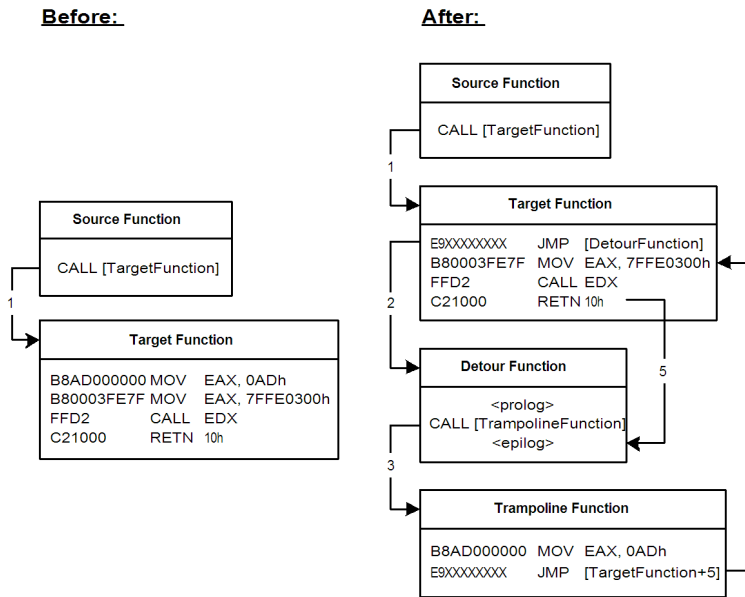 Before:
After:
Source Function
CALL [TargetFunction]
1
Target Function
B8AD000000 MOV EAX, 0ADh
B80003FE7F MOV EAX, 7FFE0300h
FFD2 CALL EDX
C21000 RETN 10h
Source Function
CALL [TargetFunction]
1
Target Function
E9XXXXXXXX JMP [DetourFunction]
B80003FE7F MOV EAX, 7FFE0300h
FFD2 CALL EDX
C21000 RETN 10h
2
5
Detour Function
<prolog>
CALL [TrampolineFunction]
<epilog>
3
Trampoline Function
B8AD000000 MOV EAX, 0ADh
E9XXXXXXXX JMP [TargetFunction+5]